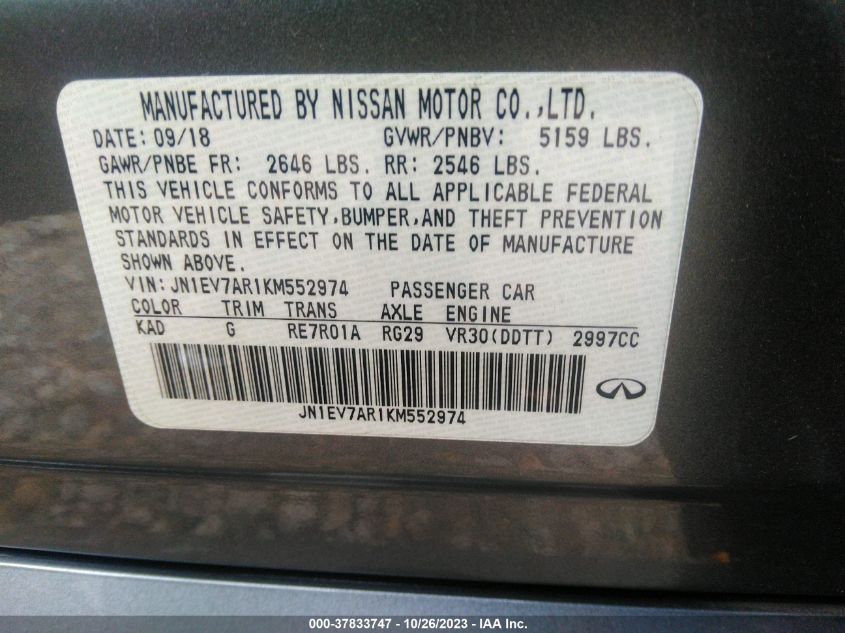 MANUFACTURED BY NISSAN MOTOR CO.,LTD.
DATE: 09/18 GVWR/PNBV: 5159 LBS.
GAWR/PNBE FR: 2646 LBS. RR: 2546 LBS.
THIS VEHICLE CONFORMS TO ALL APPLICABLE FEDERAL
MOTOR VEHICLE SAFETY,BUMPER,AND THEFT PREVENTION
STANDARDS IN EFFECT ON THE DATE OF MANUFACTURE
SHOWN ABOVE.
VIN:JN1EV7AR1KM552974 PASSENGER CAR
COLOR TRIM TRANS AXLE ENGINE
KAD G RE7R01A RG29 VR30(DDTT) 2997CC
JN1EV7AR1KM552974
000-37833747 - 10/26/2023 - IAA Inc.